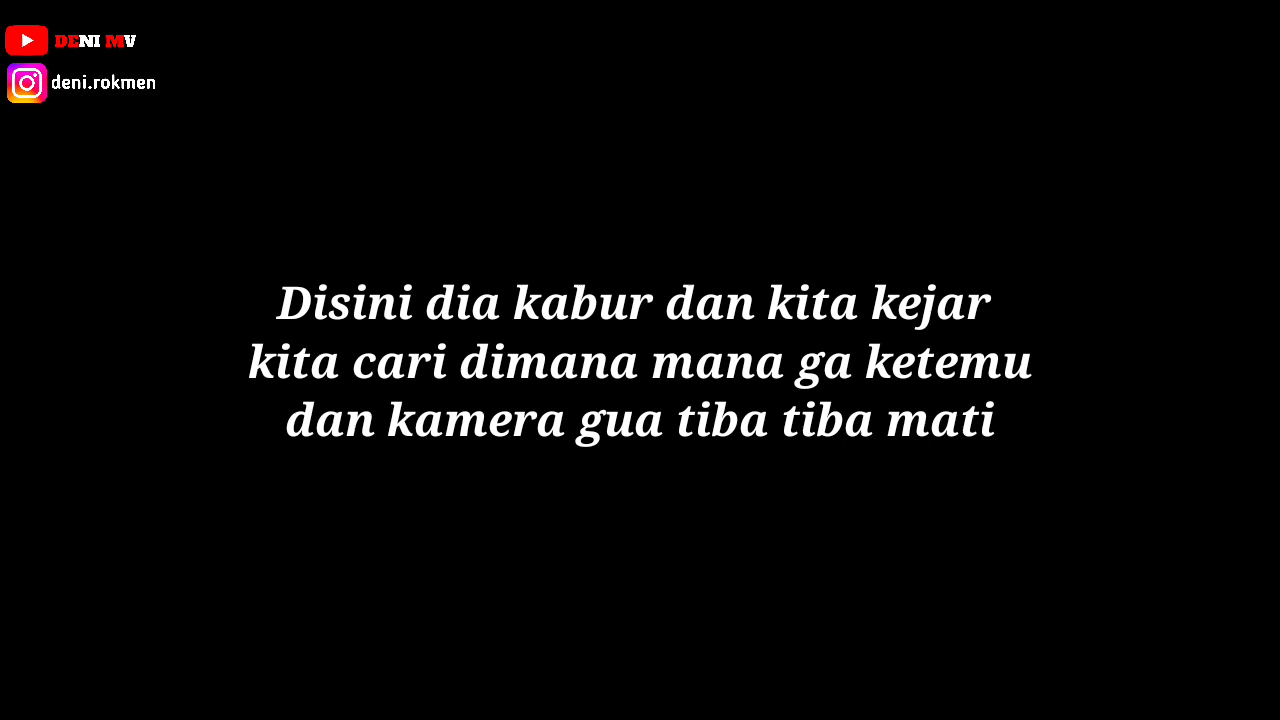 DENI MV
deni.rokmen
Disini dia kabur dan kita kejar
kita cari dimana mana ga ketemu
dan kamera gua tiba tiba mati